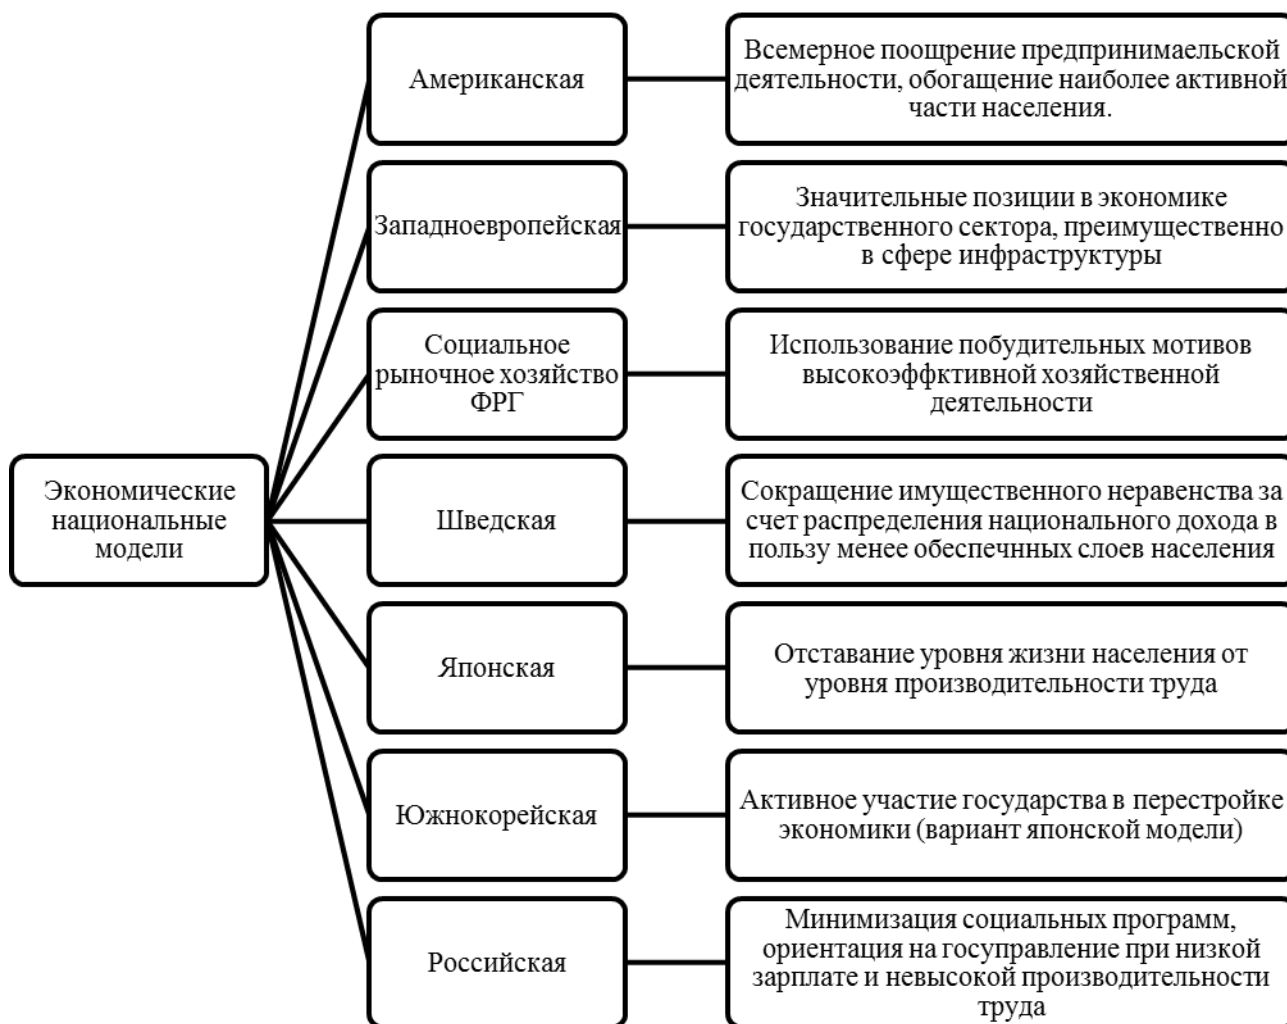 Американская
Всемерное поощрение предпринимаельской
деятельности, обогащение наиболее активной
части населения.
Западноевропейская
Значительные позиции в экономике
государственного сектора, преимущественно
в сфере инфраструктуры
Социальное
рыночное хозяйство
ФРГ
Использование побудительных мотивов
высокоэффктивной хозяйственной
деятельности
Экономические
национальные
модели
Шведская
Сокращение имущественного неравенства за
счет распределения национального дохода в
пользу менее обеспечнных слоев населения
Японская
Отставание уровня жизни населения от
уровня производительности труда
Южнокорейская
Активное участие государства в перестройке
экономики (вариант японской модели)
Российская
Минимизация социальных программ,
ориентация на госуправление при низкой
зарплате и невысокой производительности
труда